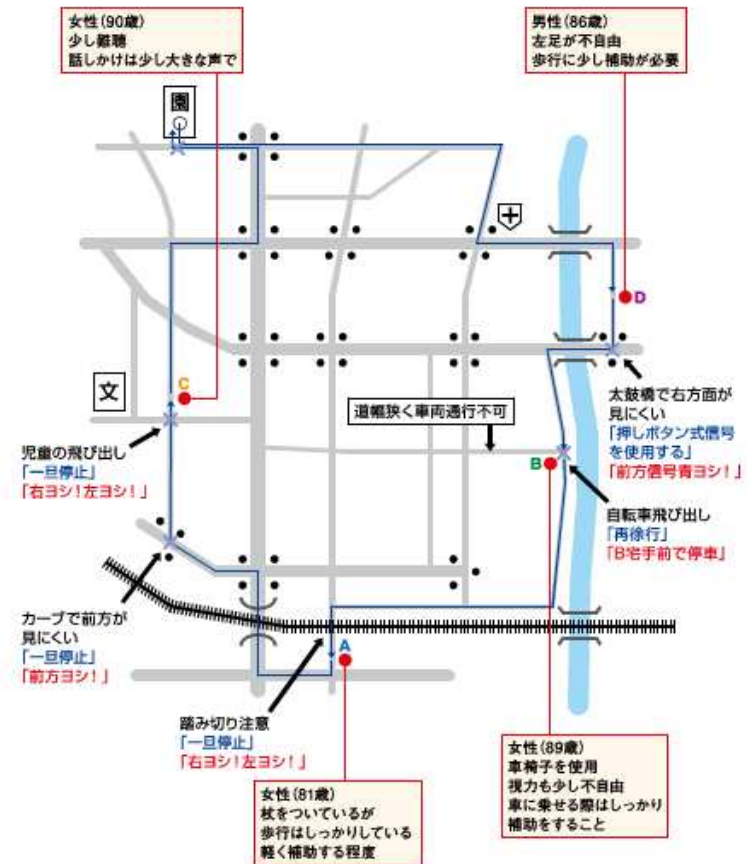 女性(90歳)
少し難聴
話しかけは少し大きな声で
男性(86歳)
左足が不自由
歩行に少し補助が必要
園
D
文
C
道幅狭く車両通行不可
太鼓橋で右方面が
見にくい
「押しボタン式信号
を使用する」
「前方信号青ヨシ!」
児童の飛び出し
「一旦停止」
「右ヨシ!左ヨシ!」
B
自転車飛び出し
「再徐行」
「B宅手前で停車」
カーブで前方が
見にくい
「一旦停止」
「前方ヨシ!」
A
踏み切り注意
「一旦停止」
「右ヨシ!左ヨシ!」
女性(89歳)
車椅子を使用
視力も少し不自由
車に乗せる際はしっかり
補助をすること
女性(81歳)
杖をついているが
歩行はしっかりしている
軽く補助する程度